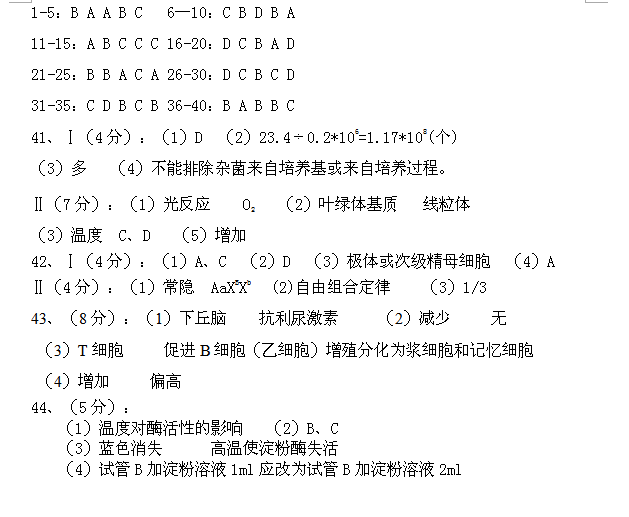 1-5：B A A B C 6—10：C B D B A
11-15：A B C C C 16-20：D C B A D
21-25：B B A C A 26-30：D C B C D
31-35：C D B C B 36-40：B A B B C
41、Ⅰ（4分）：（1）D （2）23.4÷0.2*10⁶=1.17*10⁸(个)
（3）多 （4）不能排除杂菌来自培养基或来自培养过程。
Ⅱ（7分）：（1）光反应 O₂ （2）叶绿体基质 线粒体
（3）温度 C、D （5）增加
42、Ⅰ（4分）：（1）A、C （2）D （3）极体或次级精母细胞 （4）A
Ⅱ（4分）：（1）常隐 AaXᴮXᵇ (2)自由组合定律 （3）1/3
43、（8分）：（1）下丘脑 抗利尿激素 （2）减少 无
（3）T细胞 促进B细胞（乙细胞）增殖分化为浆细胞和记忆细胞
（4）增加 偏高
44、（5分）：
（1）温度对酶活性的影响 （2）B、C
（3）蓝色消失 高温使淀粉酶失活
（4）试管B加淀粉溶液1ml应改为试管B加淀粉溶液2ml